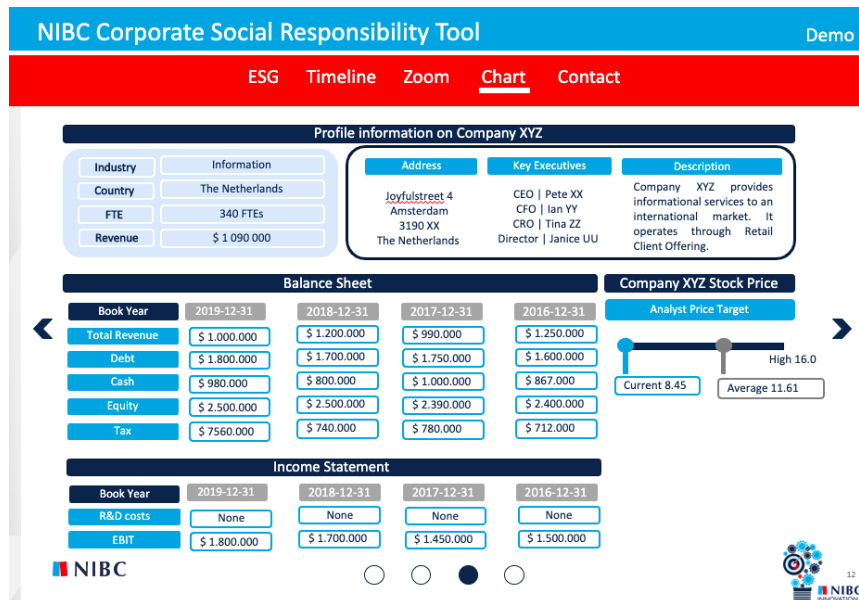 NIBC Corporate Social Responsibility Tool
Demo
ESG Timeline Zoom Chart Contact
Profile information on Company XYZ
Industry Information
Country The Netherlands
FTE 340 FTEs
Revenue $ 1 090 000
Address
Joyfulstreet 4
Amsterdam
3190 XX
The Netherlands
Key Executives
CEO | Pete XX
CFO | Ian YY
CRO | Tina ZZ
Director | Janice UU
Description
Company XYZ provides
informational services to an
international market. It
operates through Retail
Client Offering.
Balance Sheet
Book Year 2019-12-31 2018-12-31 2017-12-31 2016-12-31
Total Revenue $ 1.000.000 $ 1.200.000 $ 990.000 $ 1.250.000
Debt $ 1.800.000 $ 1.700.000 $ 1.750.000 $ 1.600.000
Cash $ 980.000 $ 800.000 $ 1.000.000 $ 867.000
Equity $ 2.500.000 $ 2.500.000 $ 2.390.000 $ 2.400.000
Tax $ 7560.000 $ 740.000 $ 780.000 $ 712.000
Company XYZ Stock Price
Analyst Price Target
High 16.0
Current 8.45
Average 11.61
Income Statement
Book Year 2019-12-31 2018-12-31 2017-12-31 2016-12-31
R&D costs None None None None
EBIT $ 1.800.000 $ 1.700.000 $ 1.450.000 $ 1.500.000
NIBC
12
NIBC
INNOVATION